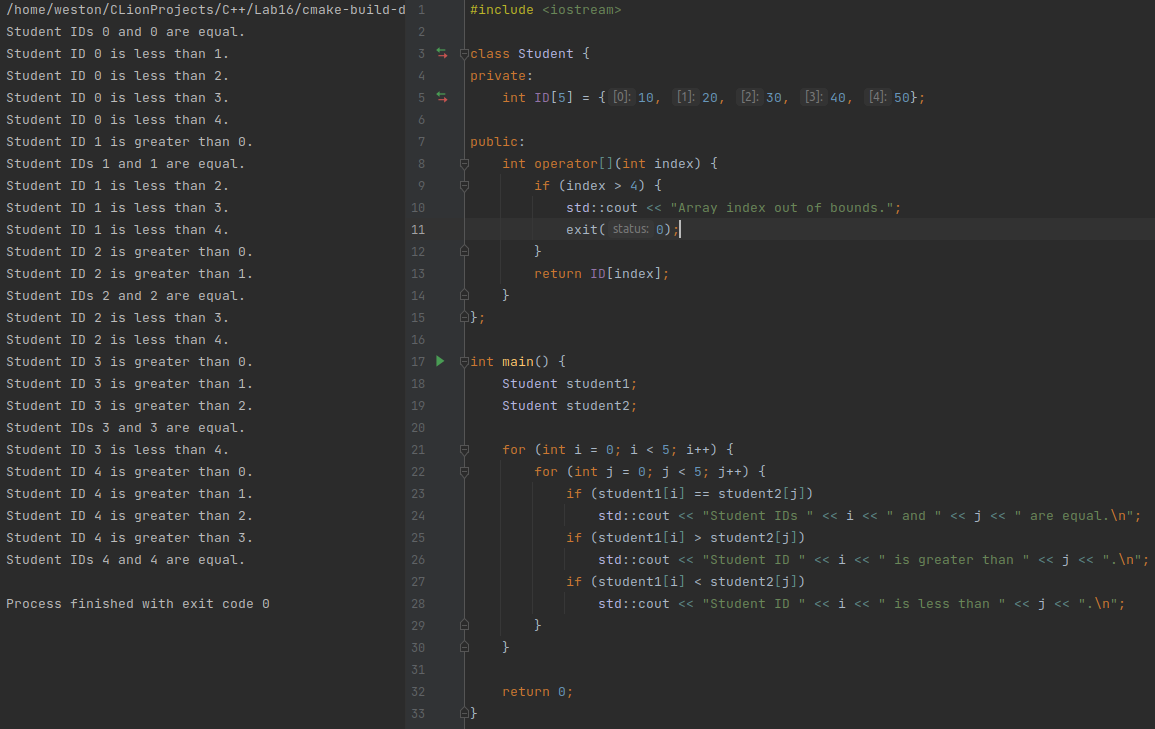 /home/weston/CLionProjects/C++/Lab16/cmake-build-d
Student IDs 0 and 0 are equal.
Student ID 0 is less than 1.
Student ID 0 is less than 2.
Student ID 0 is less than 3.
Student ID 0 is less than 4.
Student ID 1 is greater than 0.
Student IDs 1 and 1 are equal.
Student ID 1 is less than 2.
Student ID 1 is less than 3.
Student ID 1 is less than 4.
Student ID 2 is greater than 0.
Student ID 2 is greater than 1.
Student IDs 2 and 2 are equal.
Student ID 2 is less than 3.
Student ID 2 is less than 4.
Student ID 3 is greater than 0.
Student ID 3 is greater than 1.
Student ID 3 is greater than 2.
Student IDs 3 and 3 are equal.
Student ID 3 is less than 4.
Student ID 4 is greater than 0.
Student ID 4 is greater than 1.
Student ID 4 is greater than 2.
Student ID 4 is greater than 3.
Student IDs 4 and 4 are equal.

Process finished with exit code 0
1 #include <iostream>
2
3 class Student {
4 private:
5     int ID[5] = {[0]: 10, [1]: 20, [2]: 30, [3]: 40, [4]: 50};
6
7 public:
8     int operator[](int index) {
9         if (index > 4) {
10             std::cout << "Array index out of bounds.";
11             exit( status: 0);
12         }
13         return ID[index];
14     }
15 };
16
17 int main() {
18     Student student1;
19     Student student2;
20
21     for (int i = 0; i < 5; i++) {
22         for (int j = 0; j < 5; j++) {
23             if (student1[i] == student2[j])
24                 std::cout << "Student IDs " << i << " and " << j << " are equal.\n";
25             if (student1[i] > student2[j])
26                 std::cout << "Student ID " << i << " is greater than " << j << ".\n";
27             if (student1[i] < student2[j])
28                 std::cout << "Student ID " << i << " is less than " << j << ".\n";
29         }
30     }
31
32     return 0;
33 }